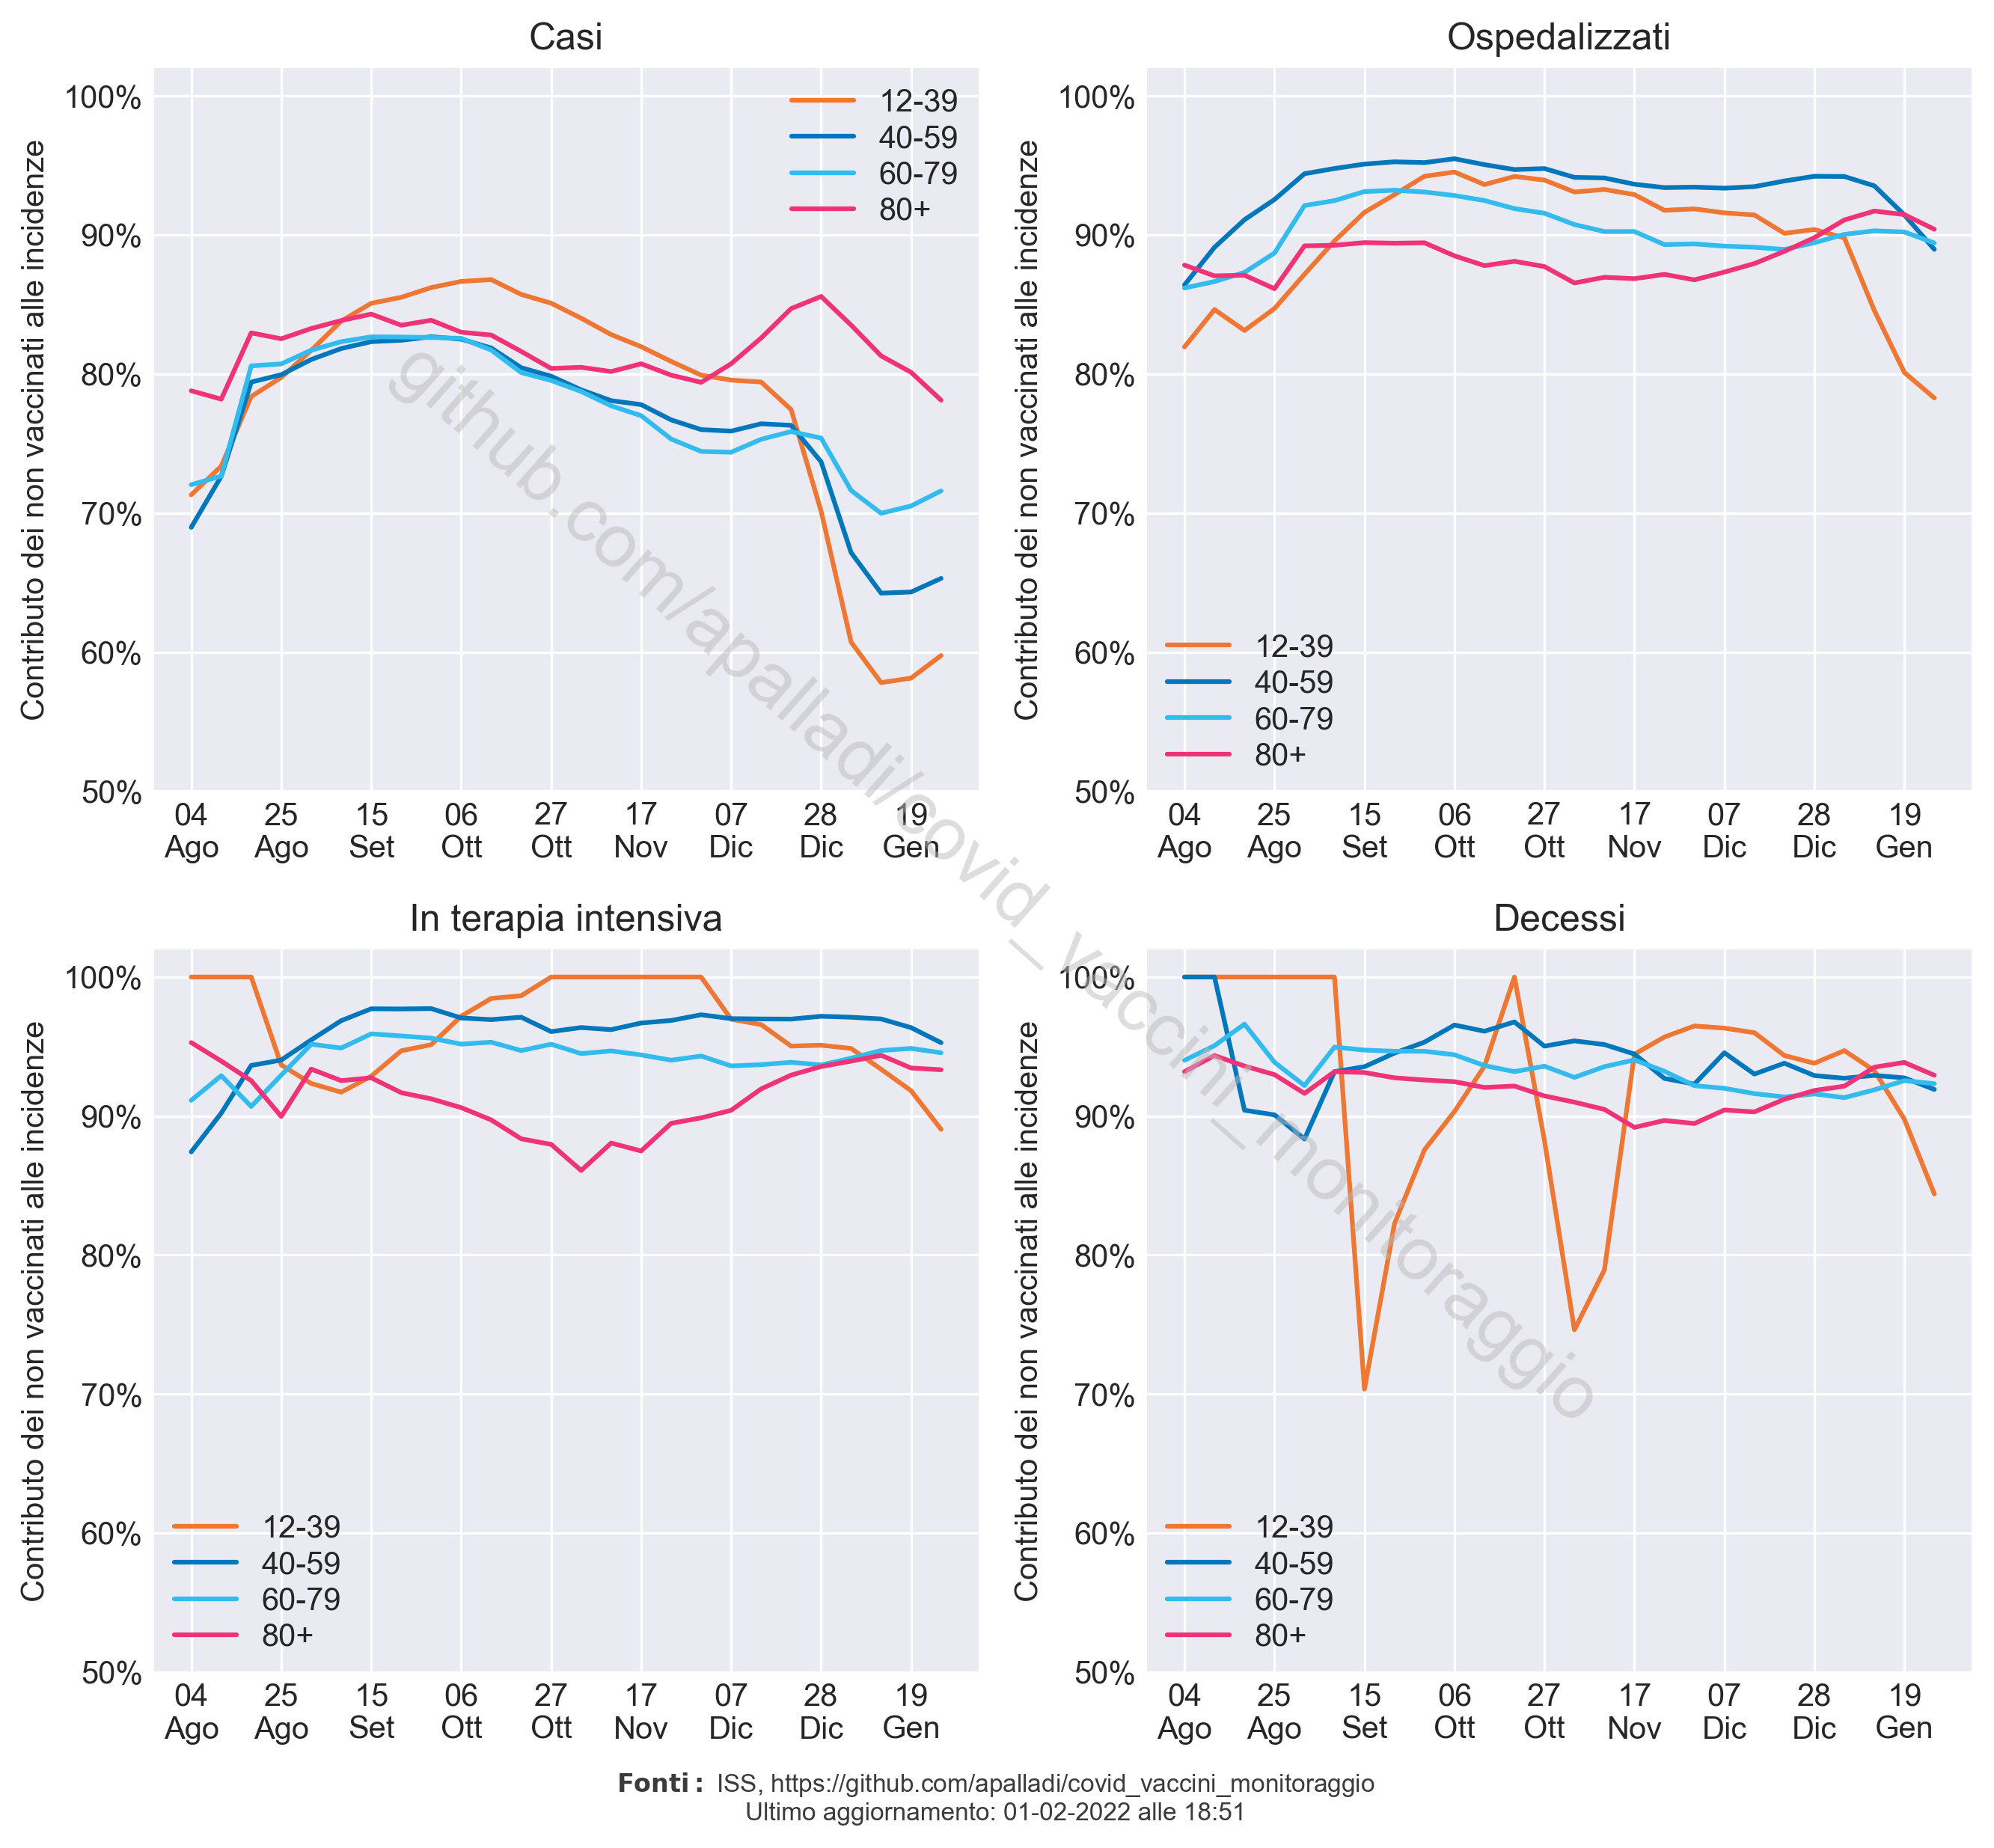 Casi
Contributo dei non vaccinati alle incidenze
100%
90%
80%
70%
60%
50%
12-39
40-59
60-79
80+
04 25 15 06 27 17 07 28 19
Ago Ago Set Ott Ott Nov Dic Dic Gen
Ospedalizzati
Contributo dei non vaccinati alle incidenze
100%
90%
80%
70%
60%
50%
12-39
40-59
60-79
80+
04 25 15 06 27 17 07 28 19
Ago Ago Set Ott Ott Nov Dic Dic Gen
In terapia intensiva
Contributo dei non vaccinati alle incidenze
100%
90%
80%
70%
60%
50%
12-39
40-59
60-79
80+
04 25 15 06 27 17 07 28 19
Ago Ago Set Ott Ott Nov Dic Dic Gen
Decessi
Contributo dei non vaccinati alle incidenze
100%
90%
80%
70%
60%
50%
12-39
40-59
60-79
80+
04 25 15 06 27 17 07 28 19
Ago Ago Set Ott Ott Nov Dic Dic Gen
github.com/apalladi/covid_vaccini_monitoraggio
Fonti: ISS, https://github.com/apalladi/covid_vaccini_monitoraggio
Ultimo aggiornamento: 01-02-2022 alle 18:51